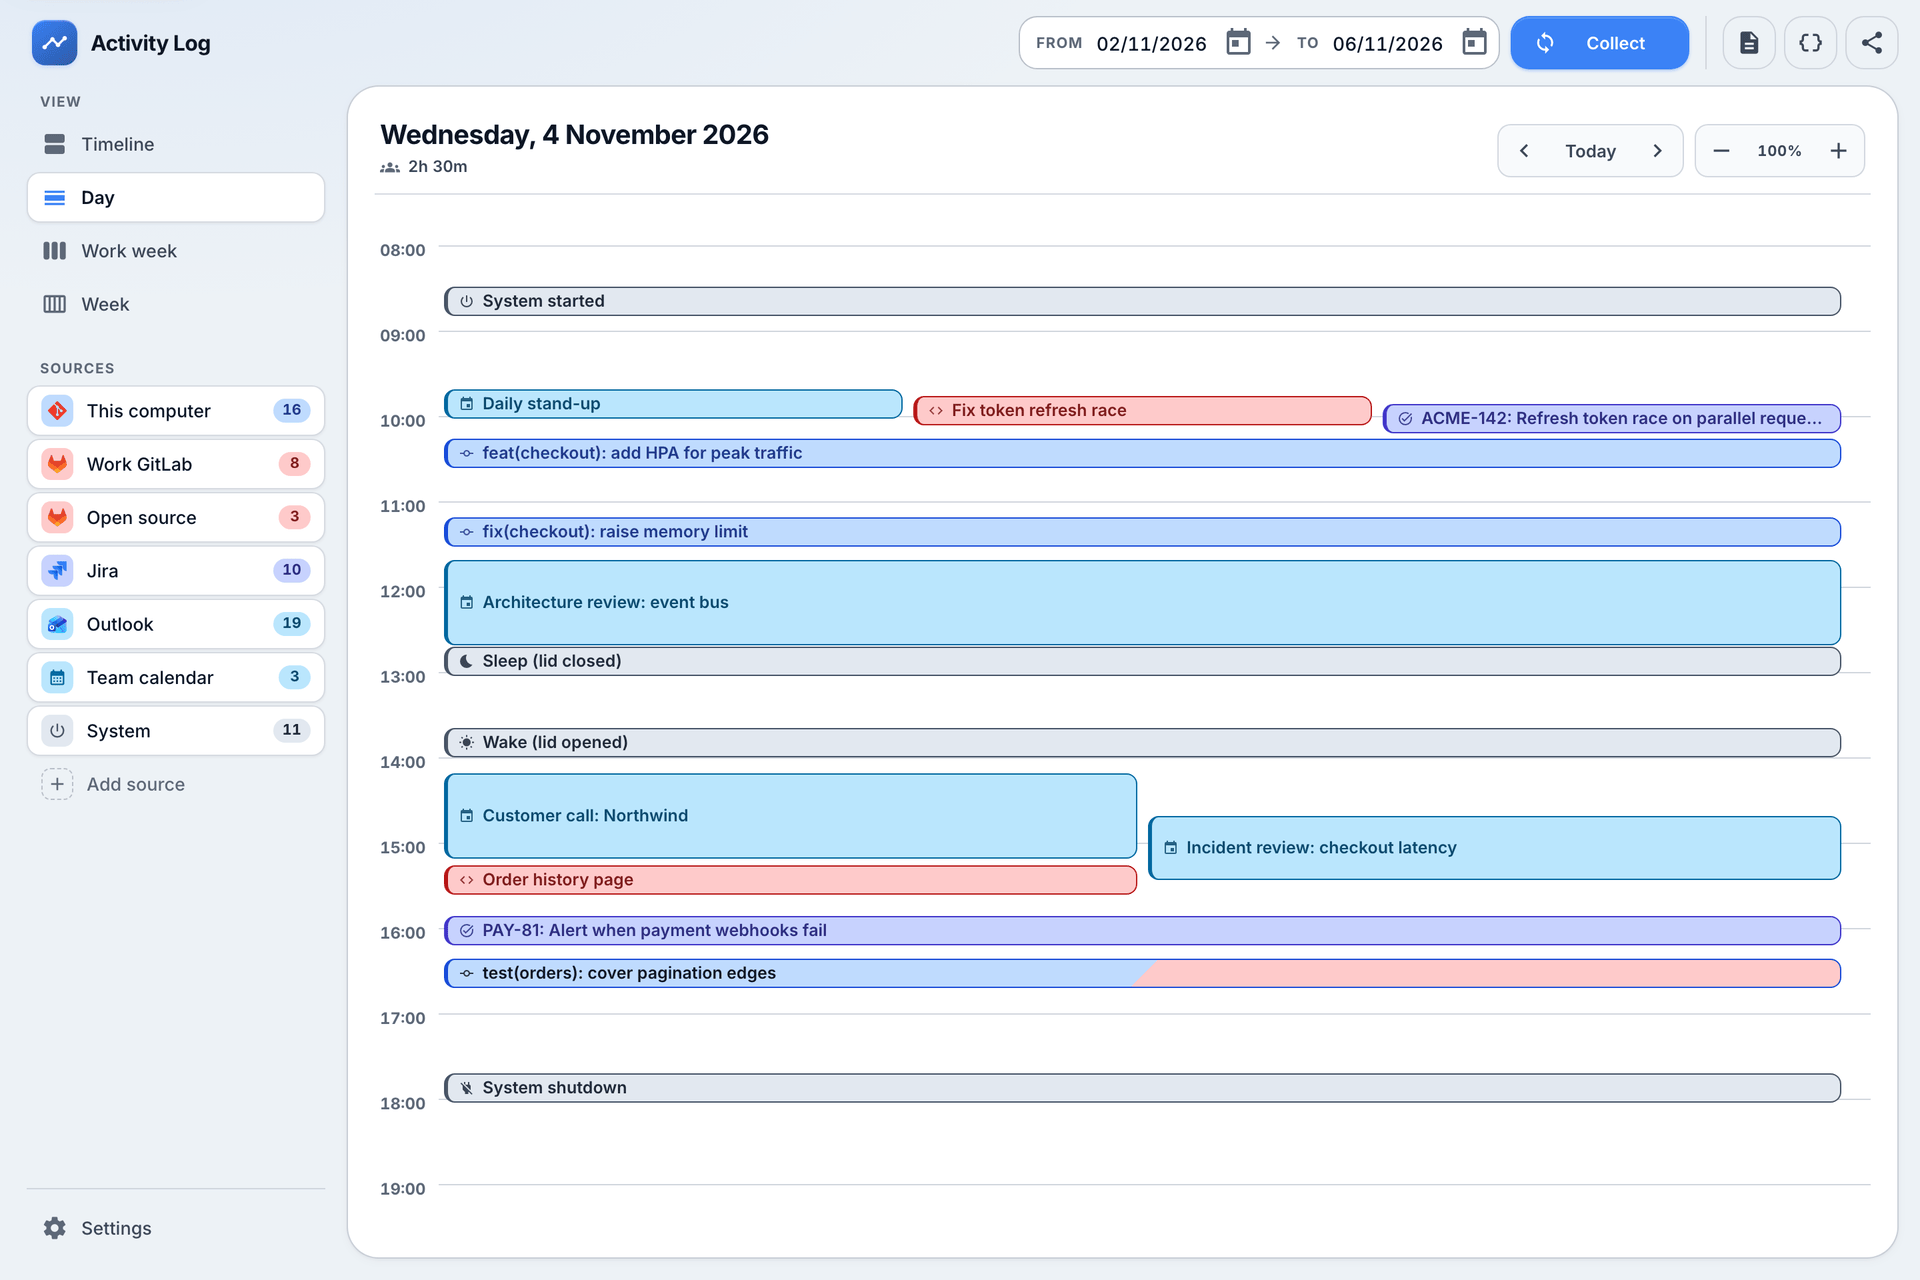 Activity Log
FROM 02/11/2026 TO 06/11/2026
Collect
VIEW
Timeline
Day
Work week
Week
SOURCES
This computer 16
Work GitLab 8
Open source 3
Jira 10
Outlook 19
Team calendar 3
System 11
Add source
Settings
Wednesday, 4 November 2026
2h 30m
Today
100%
08:00
System started
09:00
Daily stand-up
Fix token refresh race
ACME-142: Refresh token race on parallel reque...
10:00
feat(checkout): add HPA for peak traffic
11:00
fix(checkout): raise memory limit
12:00
Architecture review: event bus
Sleep (lid closed)
13:00
Wake (lid opened)
14:00
Customer call: Northwind
Incident review: checkout latency
15:00
Order history page
16:00
PAY-81: Alert when payment webhooks fail
test(orders): cover pagination edges
17:00
System shutdown
18:00
19:00